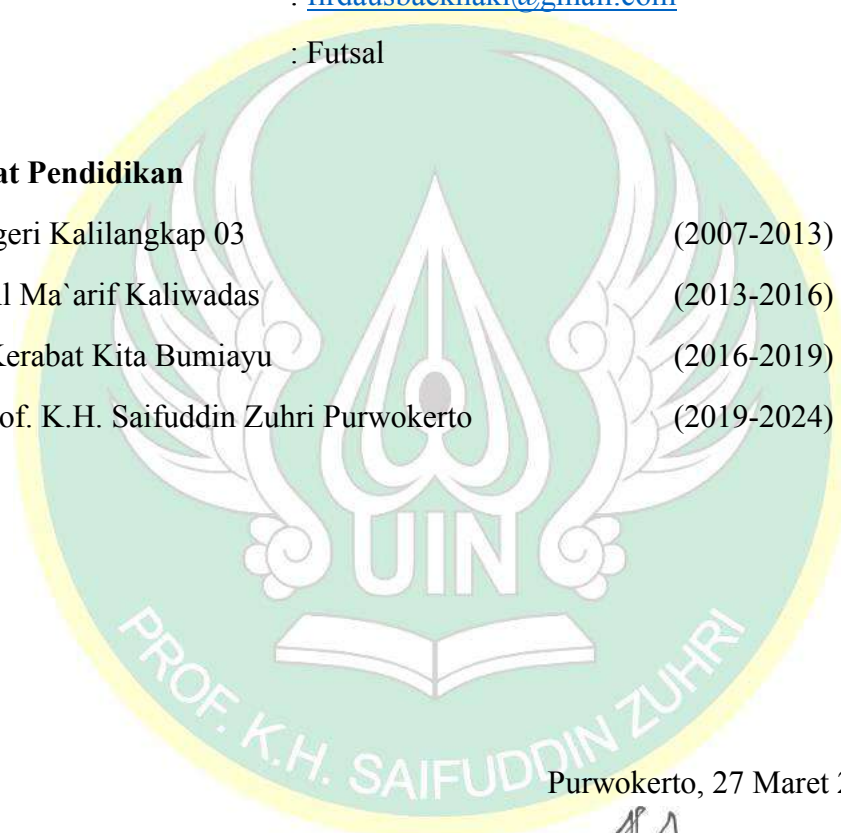 : Futsal
at Pendidikan
geri Kalilangkap 03 (2007-2013)
l Ma`arif Kaliwadas (2013-2016)
Kerabat Kita Bumiayu (2016-2019)
of. K.H. Saifuddin Zuhri Purwokerto (2019-2024)
UIN
PROF. K.H. SAIFUDDIN ZUHRI
Purwokerto, 27 Maret 2